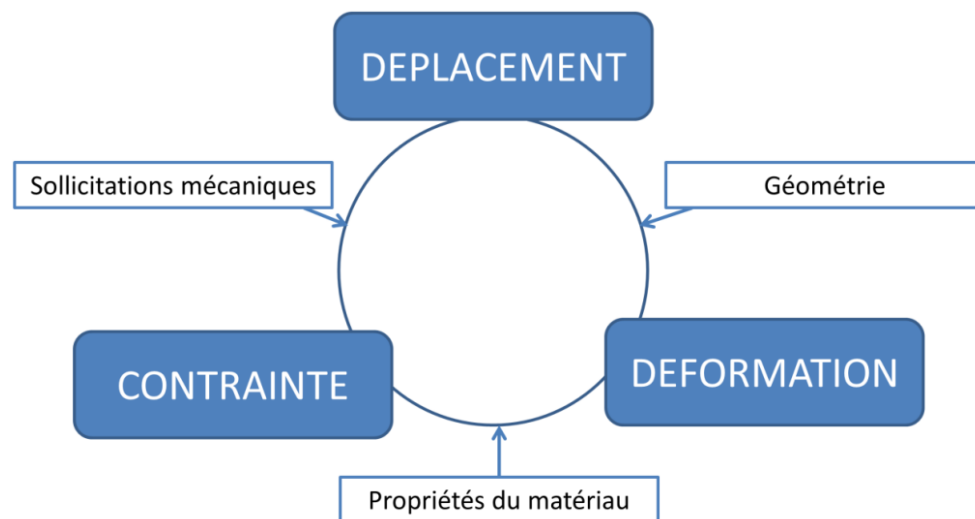 DEPLACEMENT
Sollicitations mécaniques
Géométrie
CONTRAINTE
DEFORMATION
Propriétés du matériau